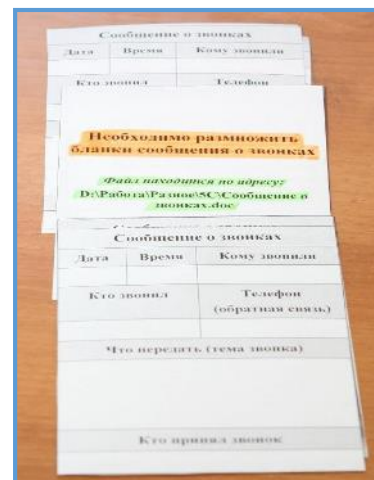 Сообщение о звонках
Дата Время Кому звонили
Кто звонил Телефон
Необходимо размножить
бланки сообщения о звонках
Файл находится по адресу:
D:\Работа\Разное\5С\Сообщение о
звонках.doc
Сообщение о звонках
Дата Время Кому звонили
Кто звонил Телефон
(обратная связь)
Что передать (тема звонка)
Кто принял звонок